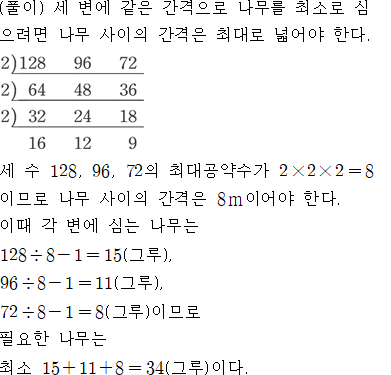 (풀이) 세 변에 같은 간격으로 나무를 최소로 심
으려면 나무 사이의 간격은 최대로 넓어야 한다.
2)128 96 72
2) 64 48 36
2) 32 24 18
16 12 9
세 수 128, 96, 72의 최대공약수가 2×2×2=8
이므로 나무 사이의 간격은 8m이어야 한다.
이때 각 변에 심는 나무는
128÷8-1=15(그루),
96÷8-1=11(그루),
72÷8-1=8(그루)이므로
필요한 나무는
최소 15+11+8=34(그루)이다.